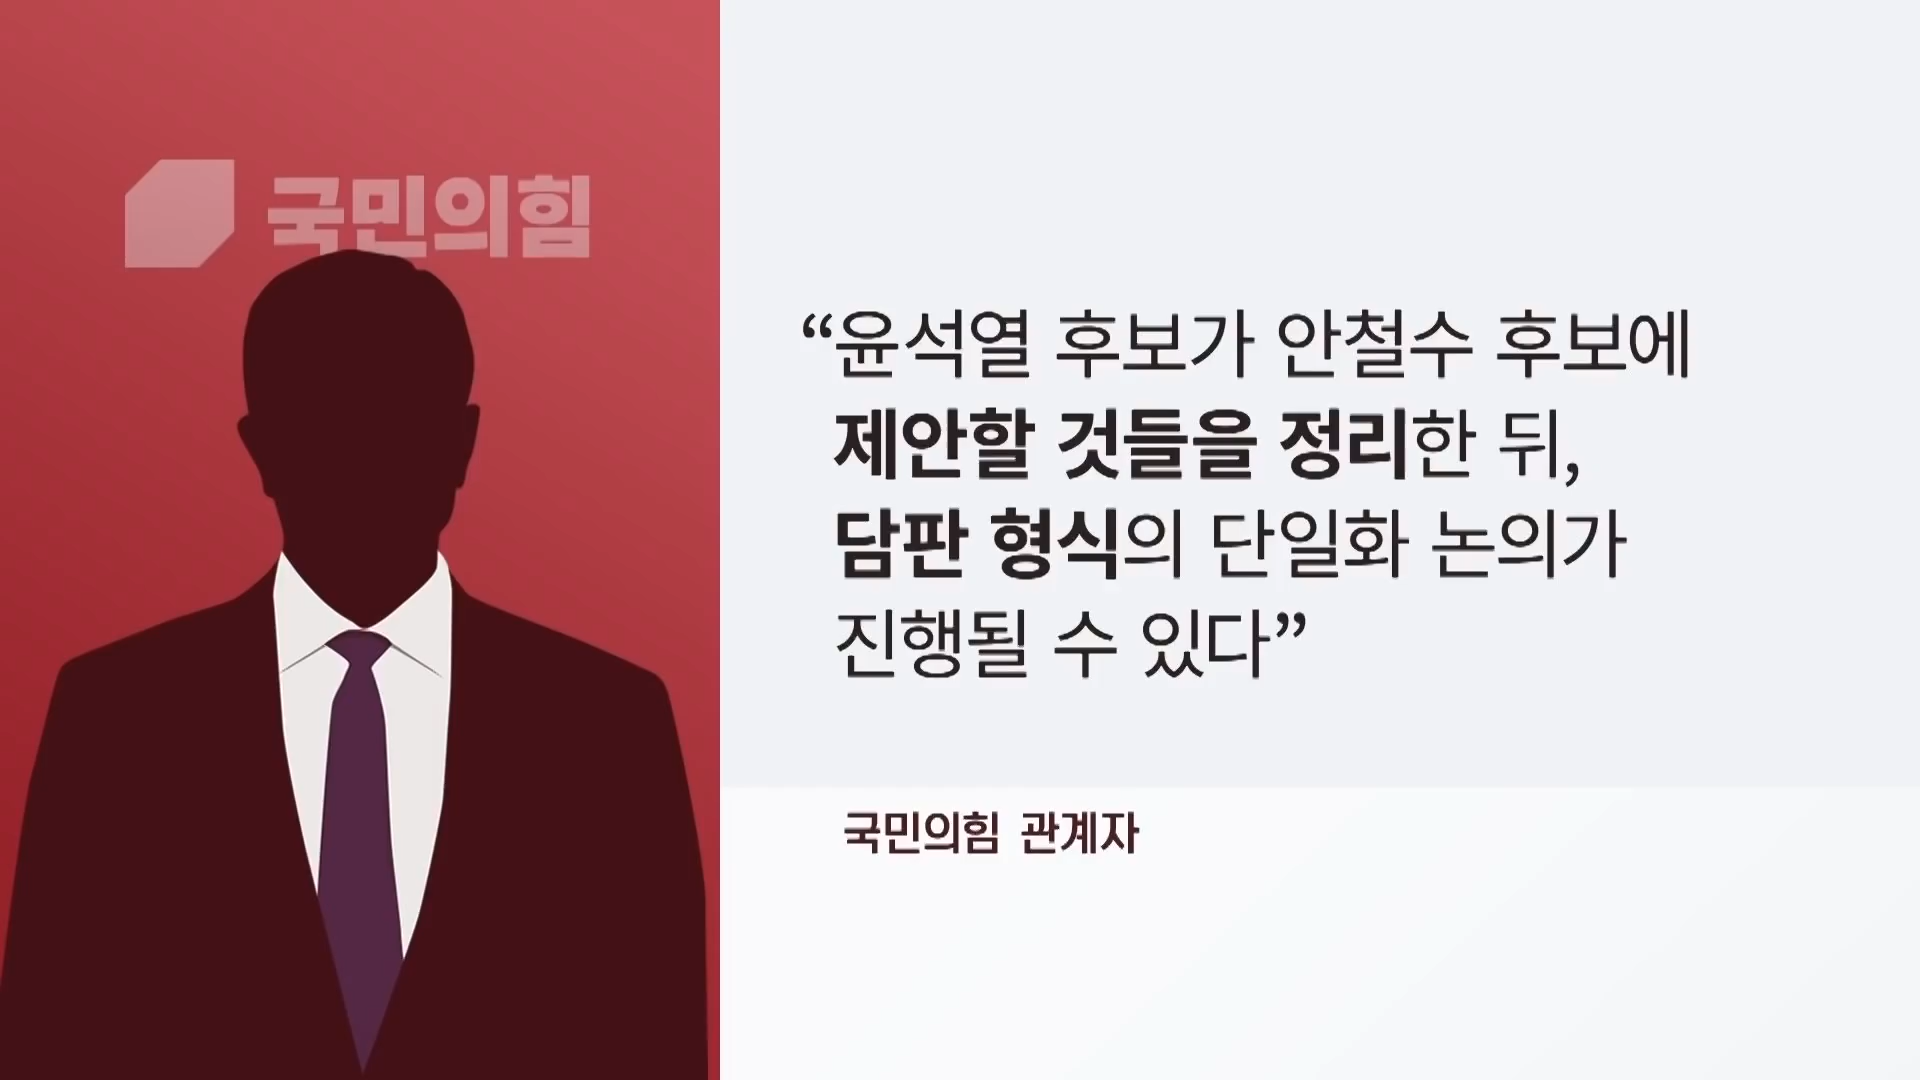 국민의힘
“윤석열 후보가 안철수 후보에
제안할 것들을 정리한 뒤,
담판 형식의 단일화 논의가
진행될 수 있다”
국민의힘 관계자